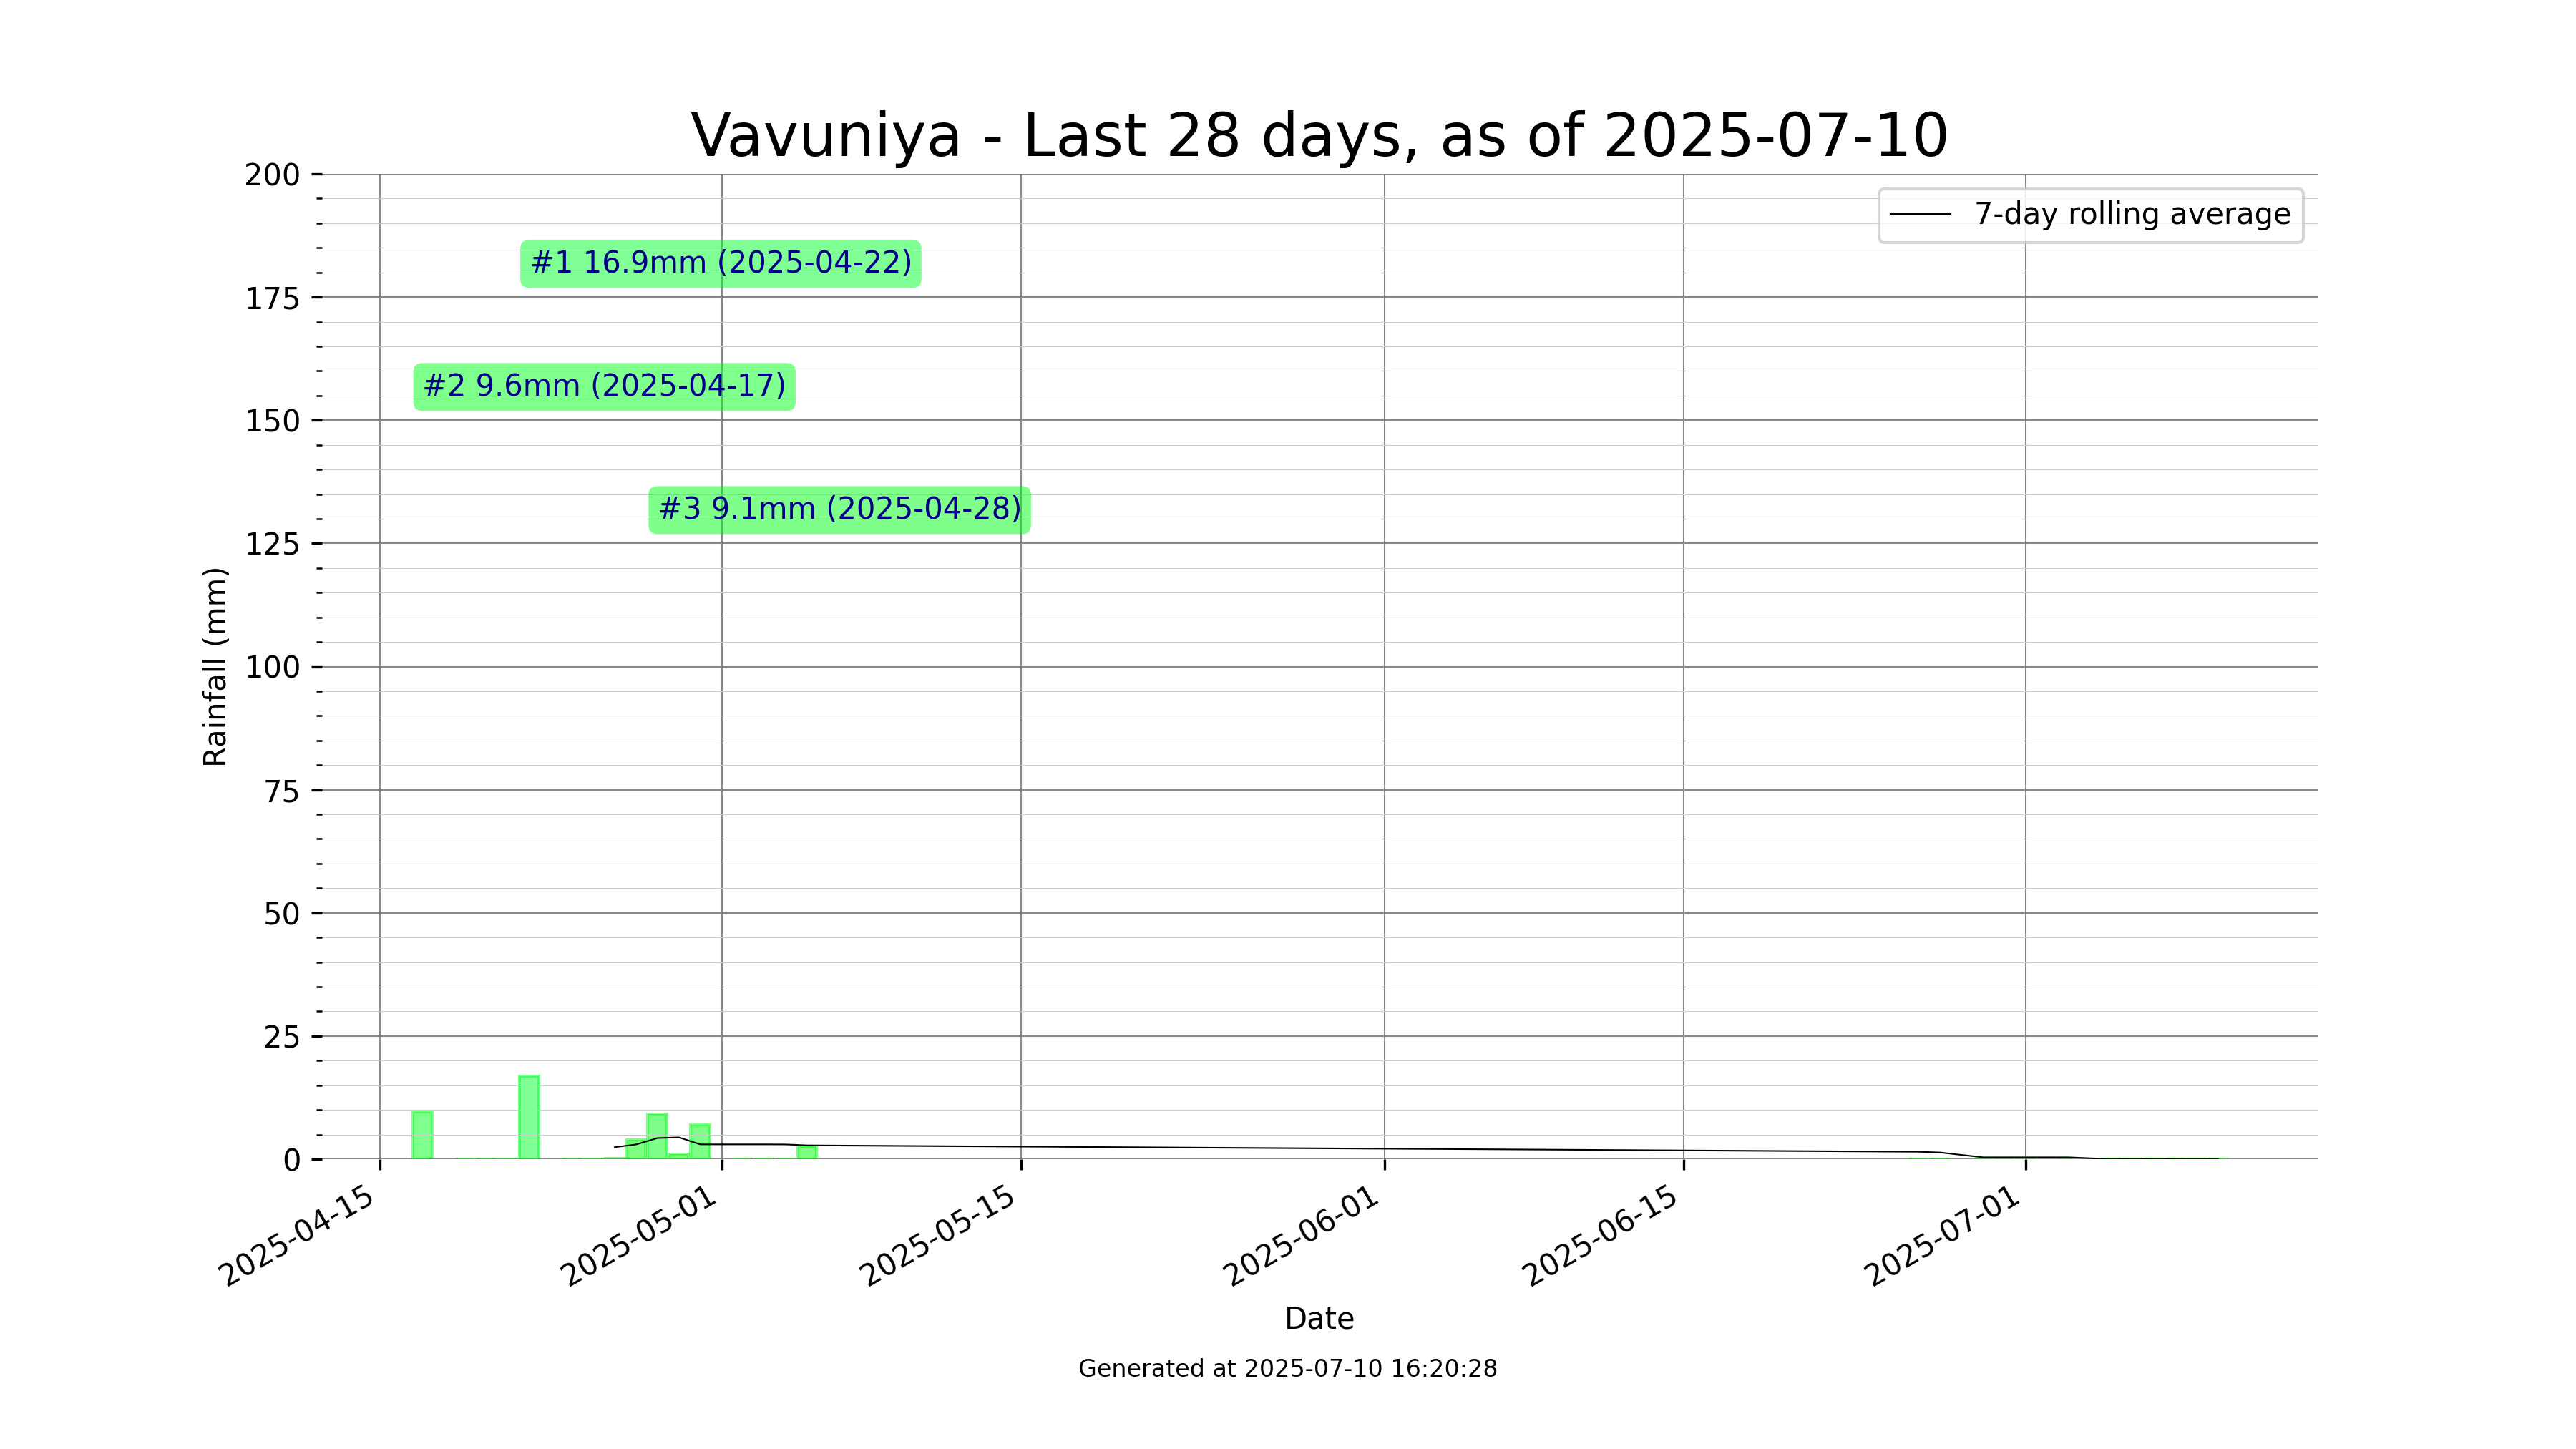 Vavuniya - Last 28 days, as of 2025-07-10
7-day rolling average
#1 16.9mm (2025-04-22)
#2 9.6mm (2025-04-17)
#3 9.1mm (2025-04-28)
Rainfall (mm)
200
175
150
125
100
75
50
25
0
2025-04-15
2025-05-01
2025-05-15
2025-06-01
2025-06-15
2025-07-01
Date
Generated at 2025-07-10 16:20:28